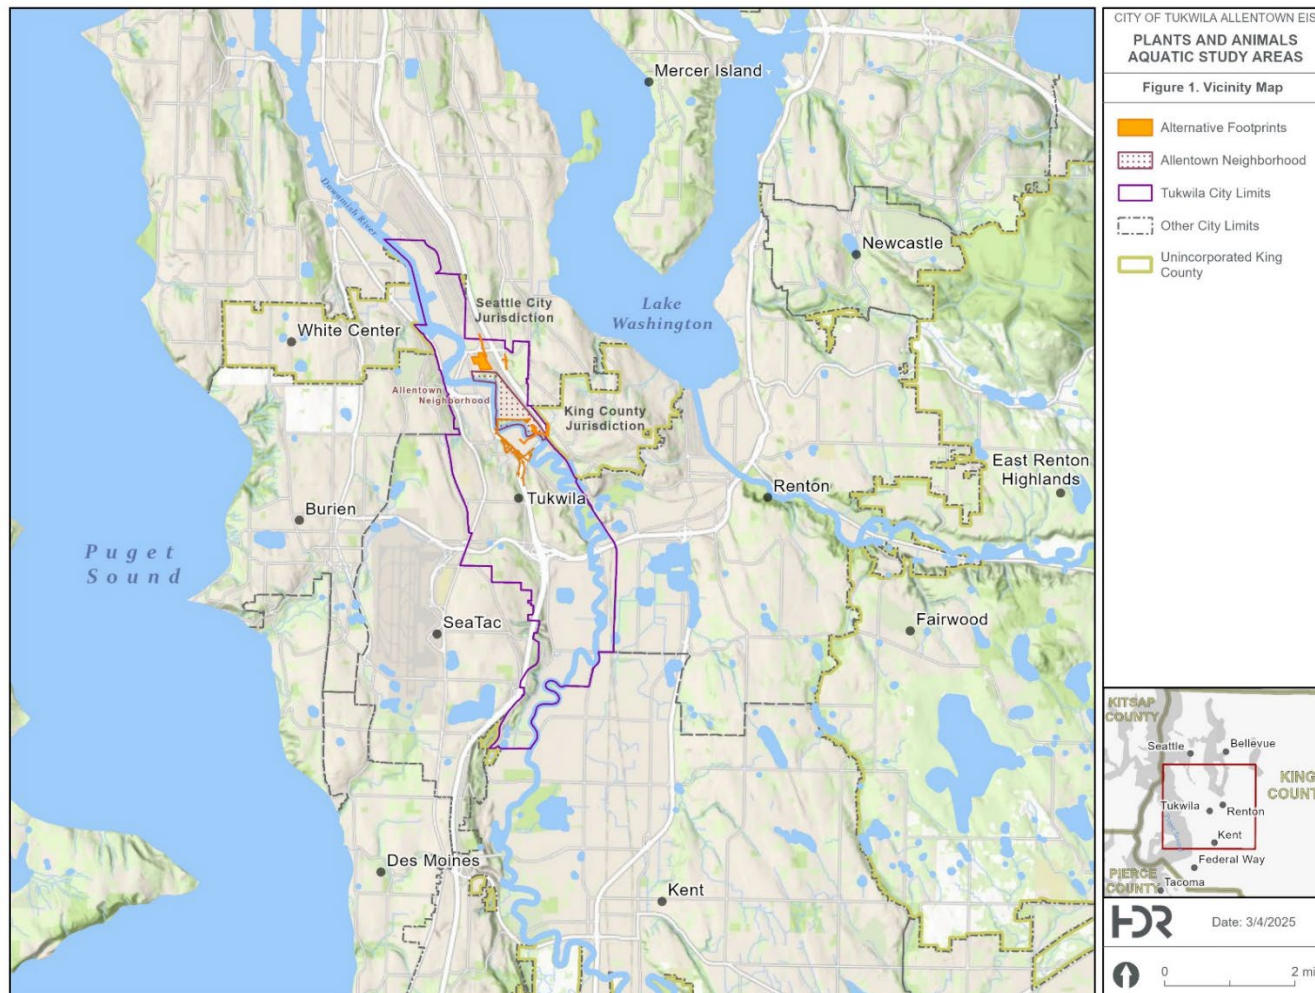 CITY OF TUKWILA ALLENTOWN EIS
PLANTS AND ANIMALS
AQUATIC STUDY AREAS
Figure 1. Vicinity Map
Alternative Footprints
Allentown Neighborhood
Tukwila City Limits
Other City Limits
Unincorporated King
County
Mercer Island
Duwamish River
Newcastle
Seattle City
Jurisdiction
Lake
Washington
White Center
Allentown
Neighborhood
King County
Jurisdiction
East Renton
Highlands
Renton
Tukwila
Burien
Puget
Sound
SeaTac
Fairwood
Des Moines
Kent
KITSAP
COUNTY
Seattle
Bellevue
KING
COUNT
Tukwila
Renton
Kent
Federal Way
PIERCE
COUNTY
Tacoma
HDR
Date: 3/4/2025
0
2 mi